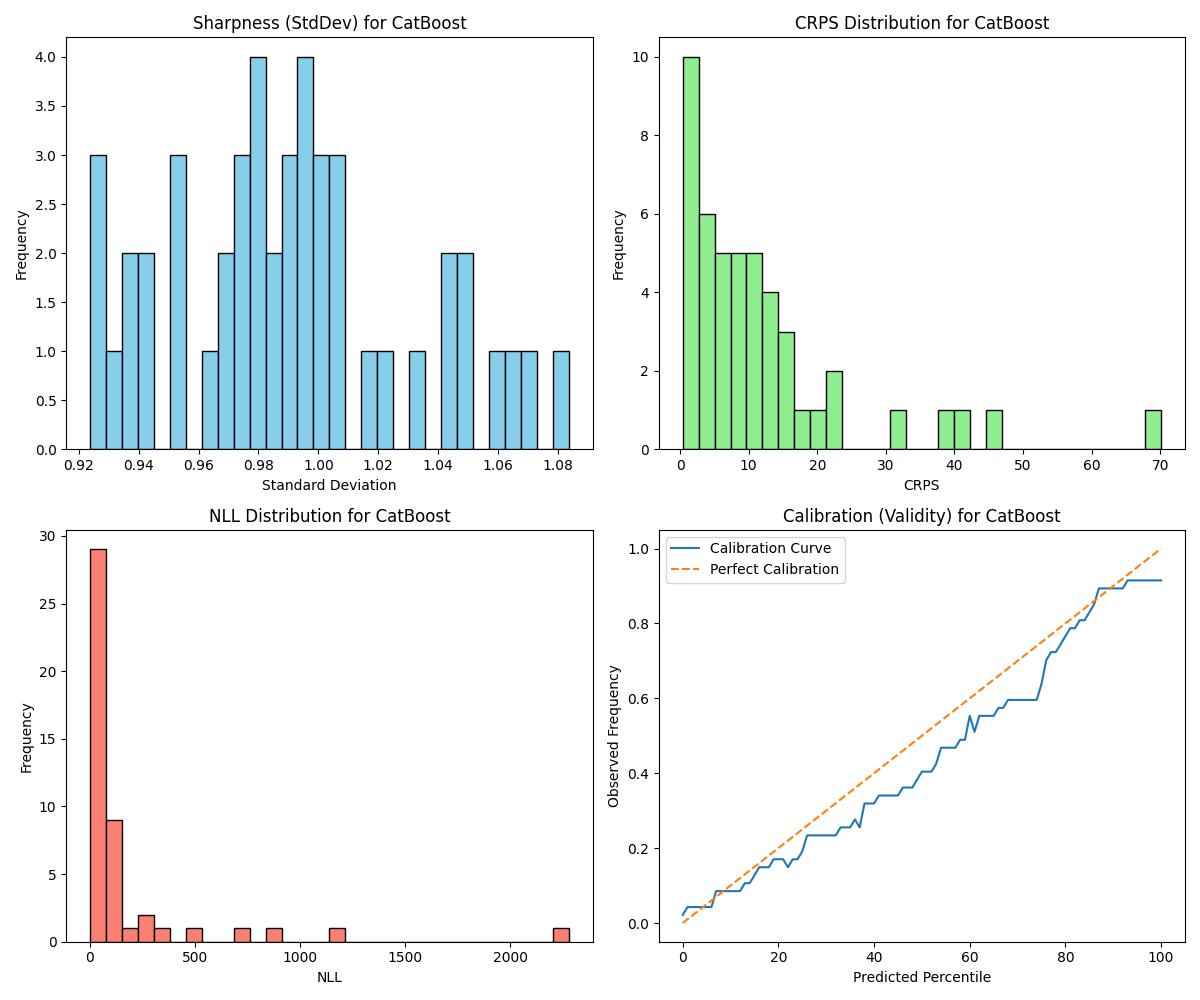 Sharpness (StdDev) for CatBoost
4.0
3.5
3.0
2.5
2.0
1.5
1.0
0.5
0.0
Frequency
0.92 0.94 0.96 0.98 1.00 1.02 1.04 1.06 1.08
Standard Deviation
CRPS Distribution for CatBoost
10
8
6
4
2
0
Frequency
0 10 20 30 40 50 60 70
CRPS
NLL Distribution for CatBoost
30
25
20
15
10
5
0
Frequency
0 500 1000 1500 2000
NLL
Calibration (Validity) for CatBoost
Calibration Curve
Perfect Calibration
1.0
0.8
0.6
0.4
0.2
0.0
Observed Frequency
0 20 40 60 80 100
Predicted Percentile